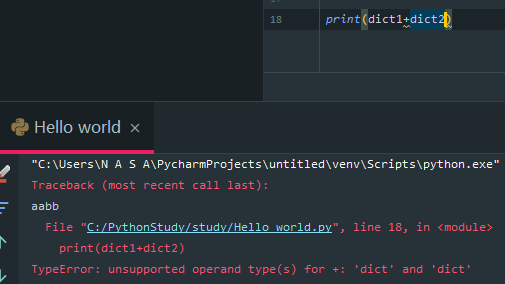 18 print(dict1+dict2)
Hello world ×
"C:\Users\N A S A\PycharmProjects\untitled\venv\Scripts\python.exe"
Traceback (most recent call last):
aabb
File "C:/PythonStudy/study/Hello world.py", line 18, in <module>
print(dict1+dict2)
TypeError: unsupported operand type(s) for +: 'dict' and 'dict'